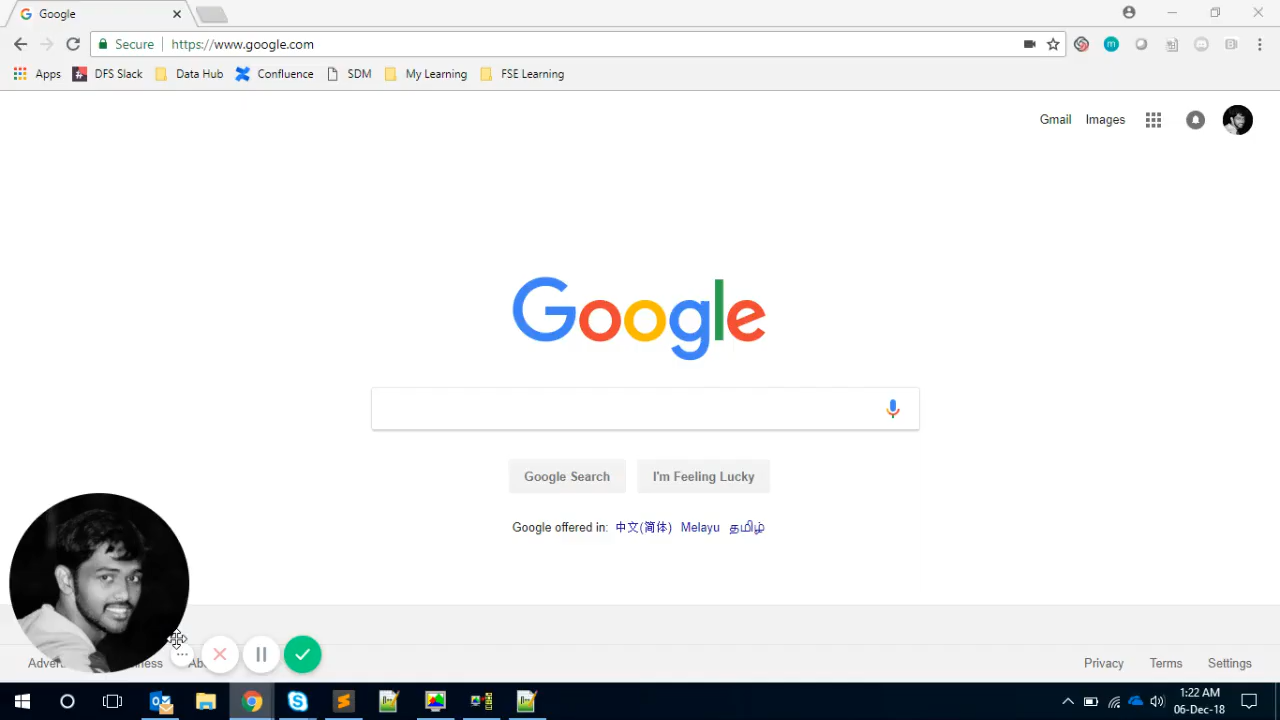 Google
Secure https://www.google.com
Apps DFS Slack Data Hub Confluence SDM My Learning FSE Learning
Gmail Images
Google
Google Search I'm Feeling Lucky
Google offered in: 中文(简体) Melayu தமிழ்
Privacy Terms Settings
1:22 AM
06-Dec-18